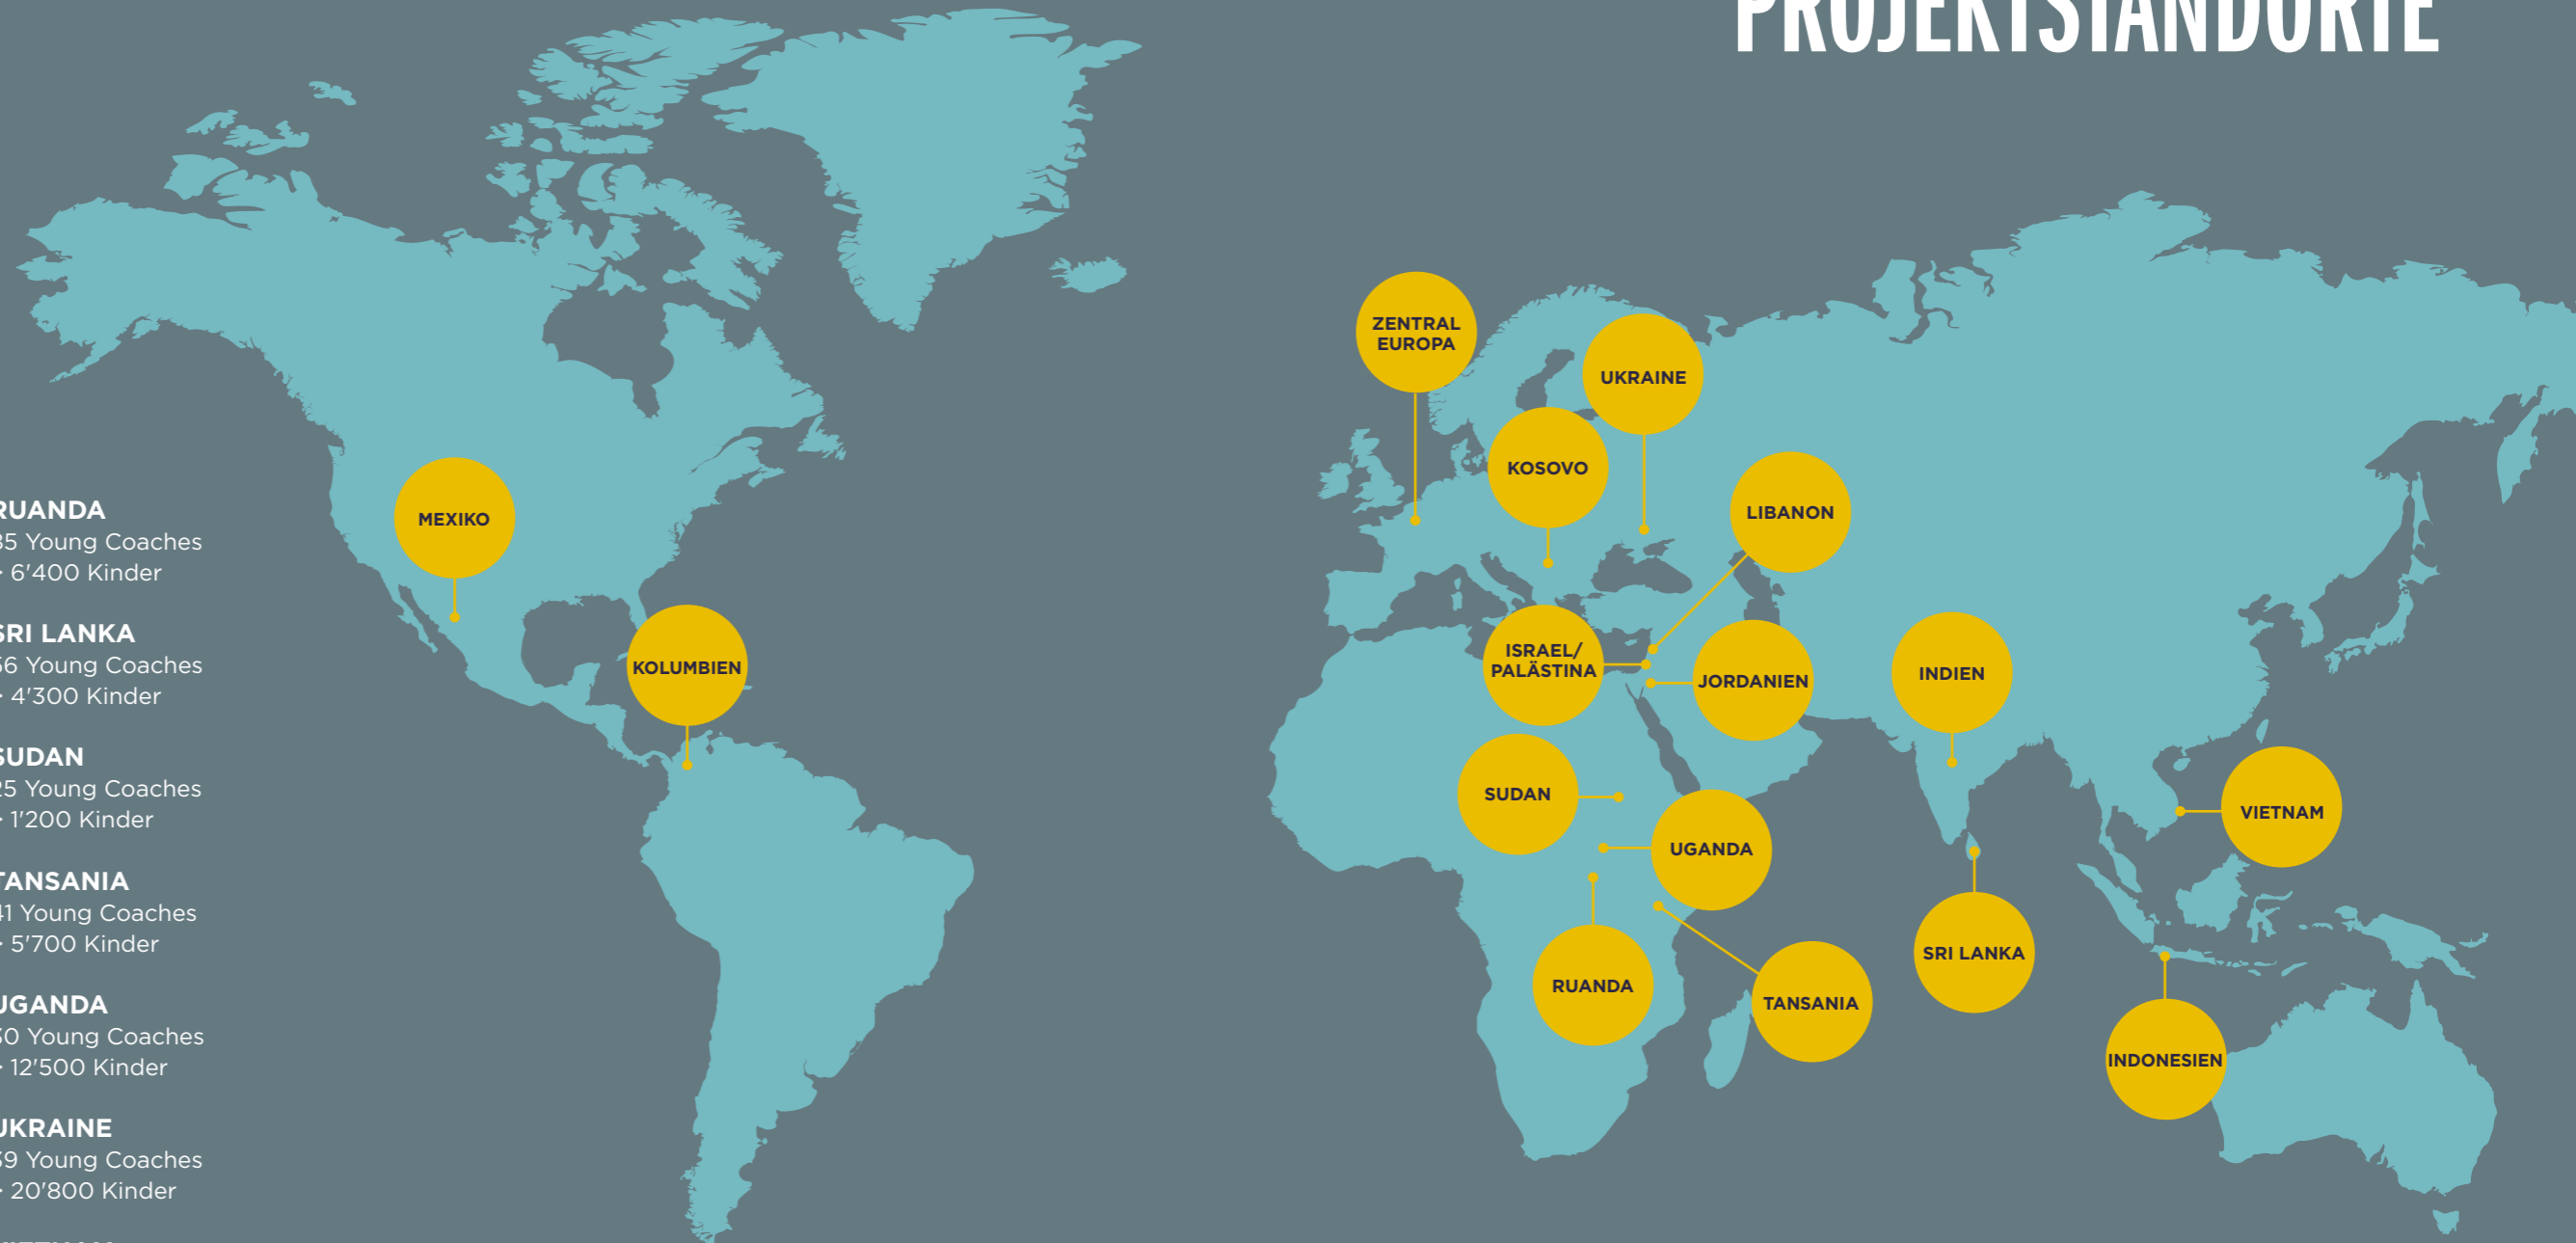 PROJEKTSTANDORTE
ZENTRAL
EUROPA
UKRAINE
KOSOVO
LIBANON
MEXIKO
KOLUMBIEN
ISRAEL/
PALÄSTINA
JORDANIEN
INDIEN
SUDAN
UGANDA
VIETNAM
RUANDA
TANSANIA
SRI LANKA
INDONESIEN
RUANDA
Young Coaches
6'400 Kinder
SRI LANKA
Young Coaches
4'300 Kinder
SUDAN
Young Coaches
1'200 Kinder
TANSANIA
Young Coaches
5'700 Kinder
UGANDA
Young Coaches
12'500 Kinder
UKRAINE
Young Coaches
20'800 Kinder